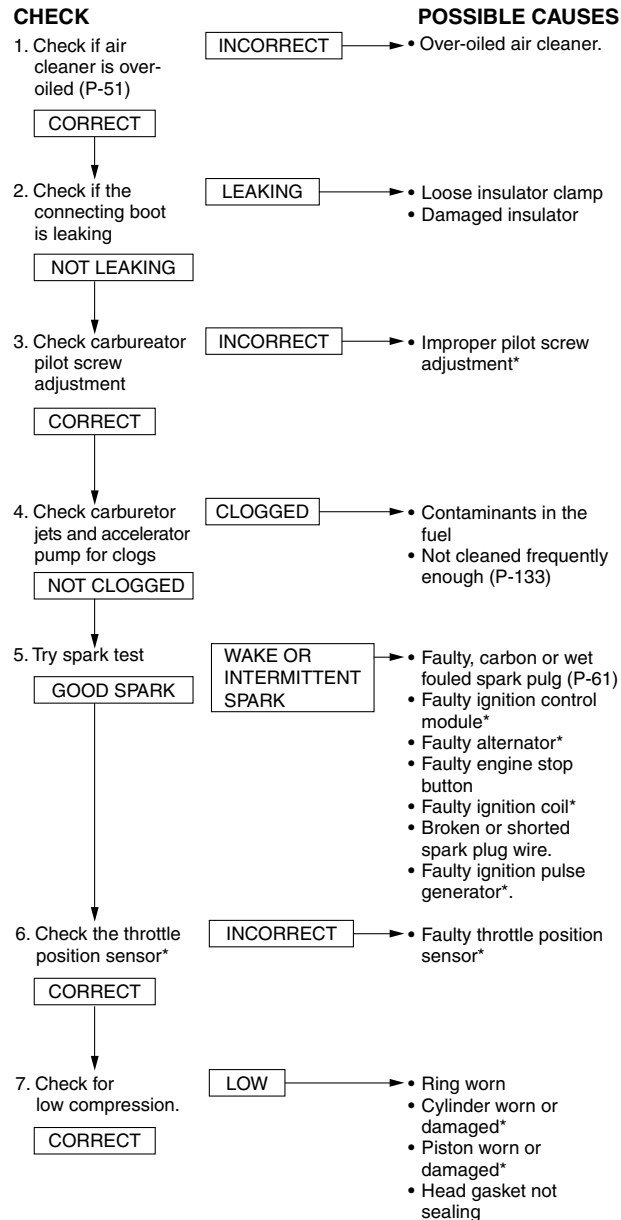 CHECK
POSSIBLE CAUSES
1. Check if air
cleaner is over-
oiled (P-51)
INCORRECT
• Over-oiled air cleaner.
CORRECT
2. Check if the
connecting boot
is leaking
LEAKING
• Loose insulator clamp
• Damaged insulator
NOT LEAKING
3. Check carbureator
pilot screw
adjustment
INCORRECT
• Improper pilot screw
adjustment*
CORRECT
4. Check carburetor
jets and accelerator
pump for clogs
CLOGGED
• Contaminants in the
fuel
• Not cleaned frequently
enough (P-133)
NOT CLOGGED
5. Try spark test
WAKE OR
INTERMITTENT
SPARK
• Faulty, carbon or wet
fouled spark pulg (P-61)
• Faulty ignition control
module*
• Faulty alternator*
• Faulty engine stop
button
• Faulty ignition coil*
• Broken or shorted
spark plug wire.
• Faulty ignition pulse
generator*.
GOOD SPARK
6. Check the throttle
position sensor*
INCORRECT
• Faulty throttle position
sensor*
CORRECT
7. Check for
low compression.
LOW
• Ring worn
• Cylinder worn or
damaged*
• Piston worn or
damaged*
• Head gasket not
sealing
CORRECT